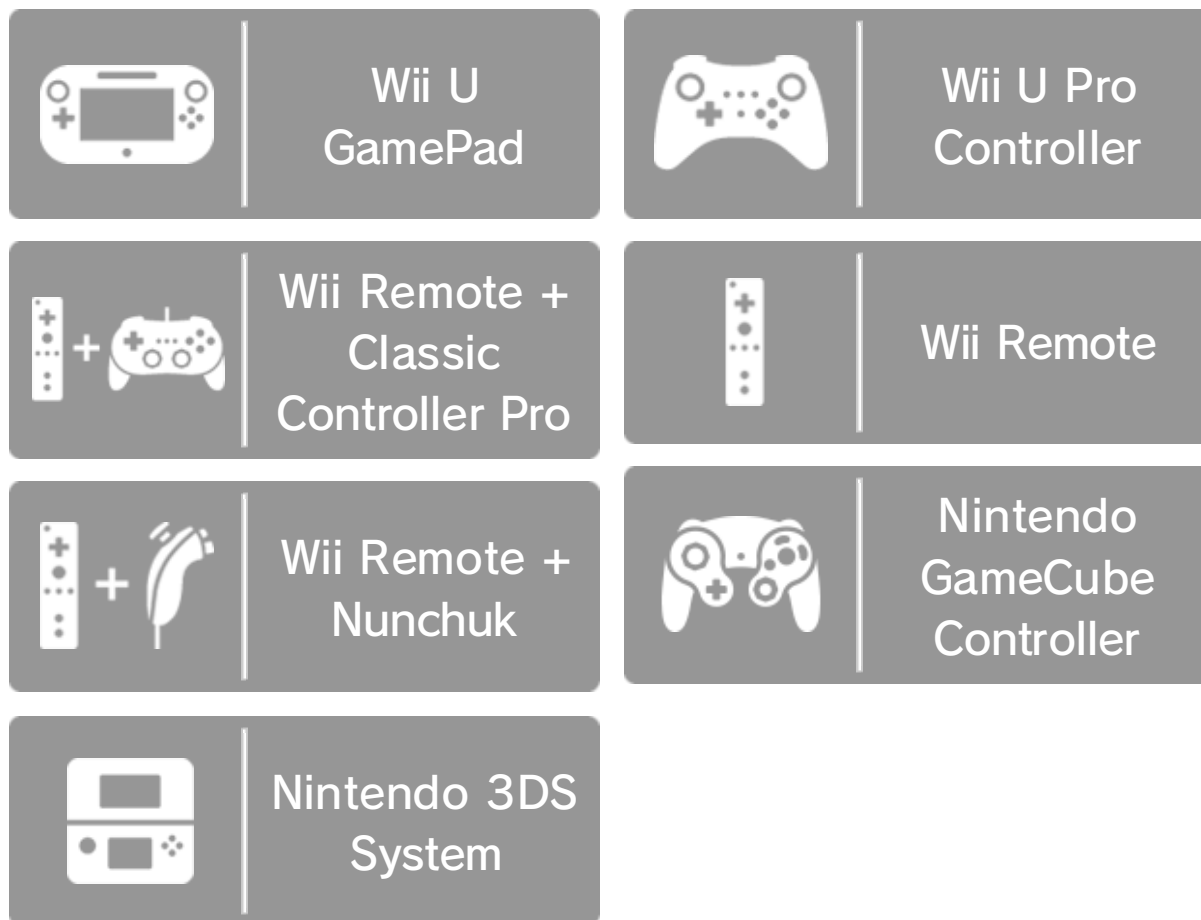 Wii U
GamePad
Wii U Pro
Controller
Wii Remote +
Classic
Controller Pro
Wii Remote
Wii Remote +
Nunchuk
Nintendo
GameCube
Controller
Nintendo 3DS
System